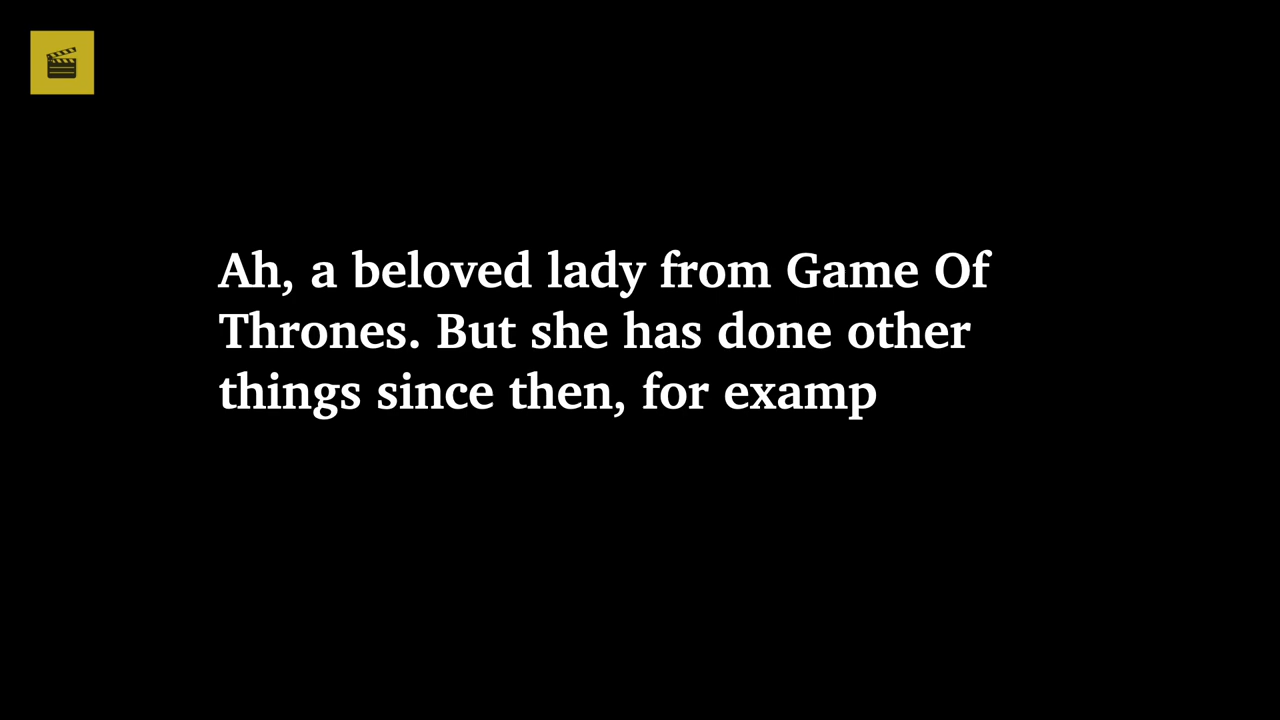 Ah, a beloved lady from Game Of
Thrones. But she has done other
things since then, for examp